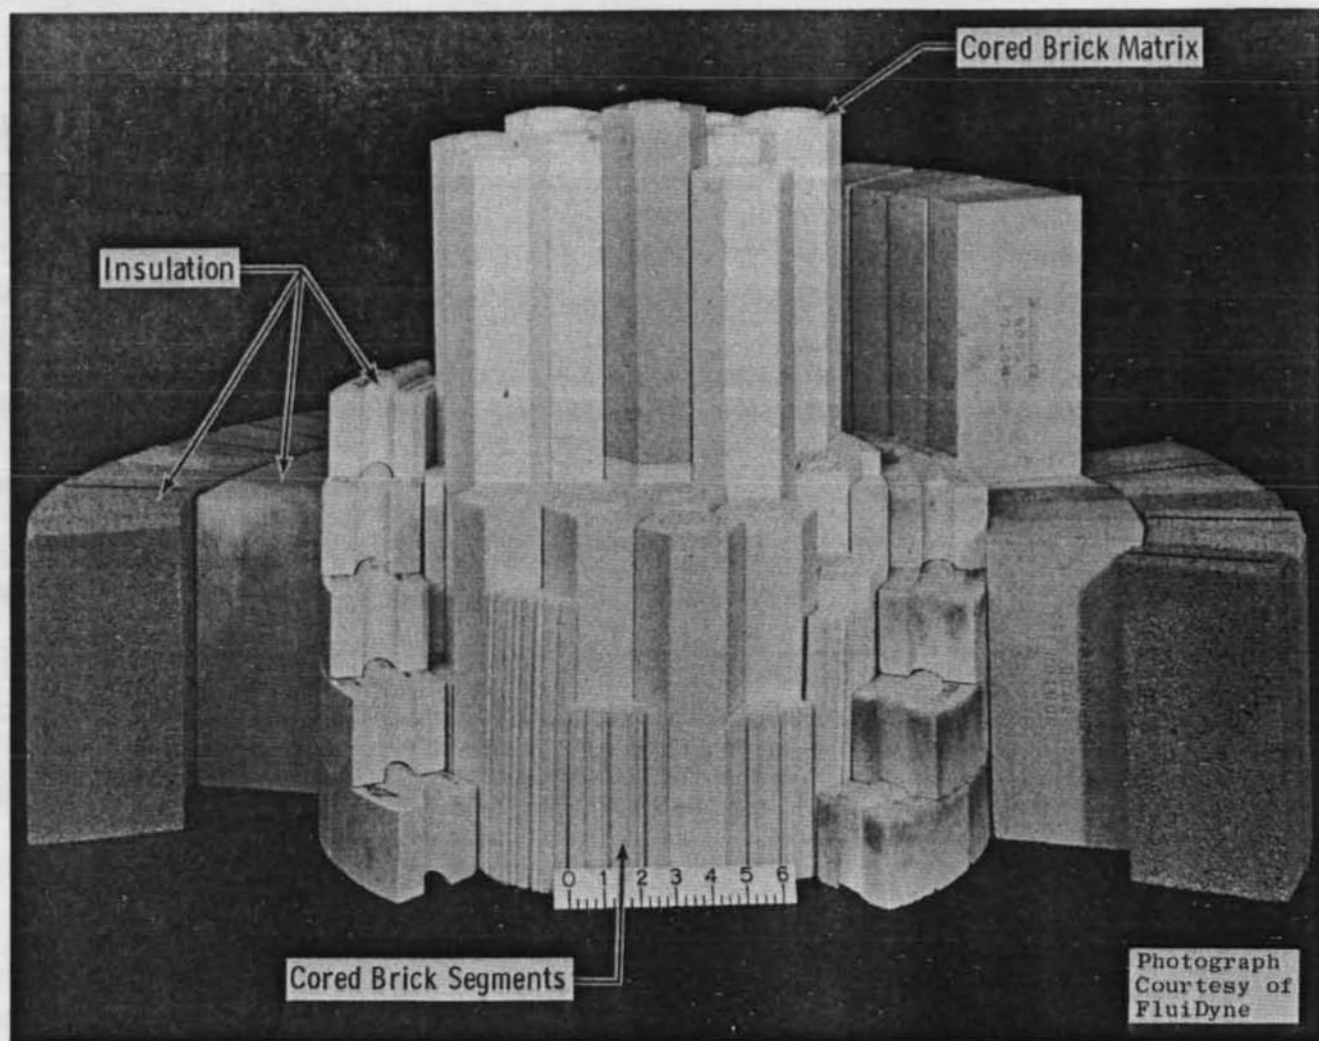 Cored Brick Matrix
Insulation
0 1 2 3 4 5 6
Cored Brick Segments
Photograph
Courtesy of
FluiDyne